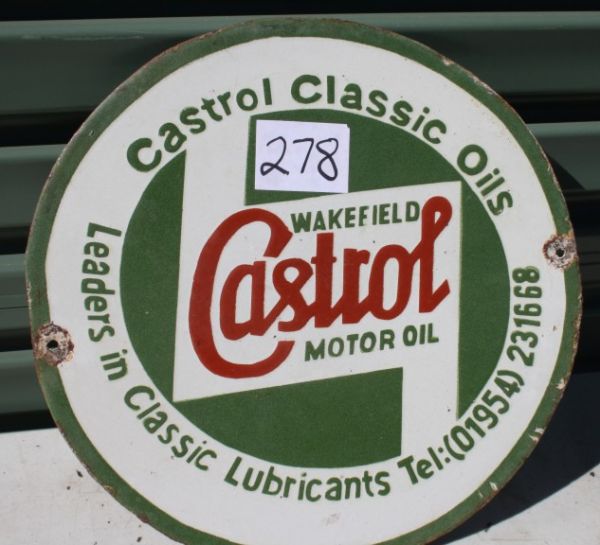 Castrol Classic Oils
278
WAKEFIELD
Castrol
MOTOR OIL
Leaders in Classic Lubricants Tel:(01954) 231668